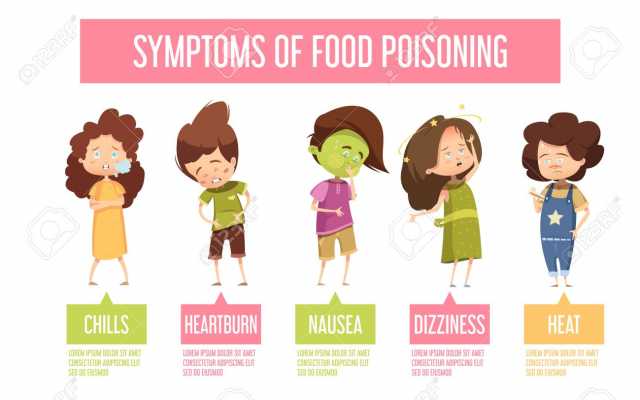 SYMPTOMS OF FOOD POISONING
CHILLS
LOREM IPSUM DOLOR SIT AMET
CONSECTETUR ADIPISCING ELIT
SED DO EIUSMOD
HEARTBURN
LOREM IPSUM DOLOR SIT AMET
CONSECTETUR ADIPISCING ELIT
SED DO EIUSMOD
NAUSEA
LOREM IPSUM DOLOR SIT AMET
CONSECTETUR ADIPISCING ELIT
SED DO EIUSMOD
DIZZINESS
LOREM IPSUM DOLOR SIT AMET
CONSECTETUR ADIPISCING ELIT
SED DO EIUSMOD
HEAT
LOREM IPSUM DOLOR SIT AMET
CONSECTETUR ADIPISCING ELIT
SED DO EIUSMOD